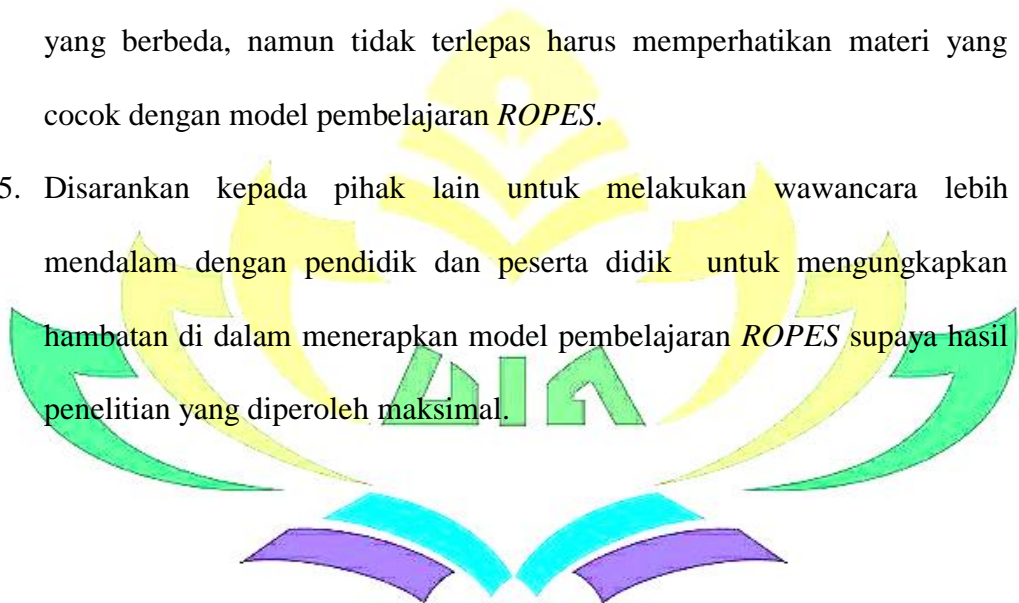 yang berbeda, namun tidak terlepas harus memperhatikan materi yang
cocok dengan model pembelajaran ROPES.
5. Disarankan kepada pihak lain untuk melakukan wawancara lebih
mendalam dengan pendidik dan peserta didik untuk mengungkapkan
hambatan di dalam menerapkan model pembelajaran ROPES supaya hasil
penelitian yang diperoleh maksimal.